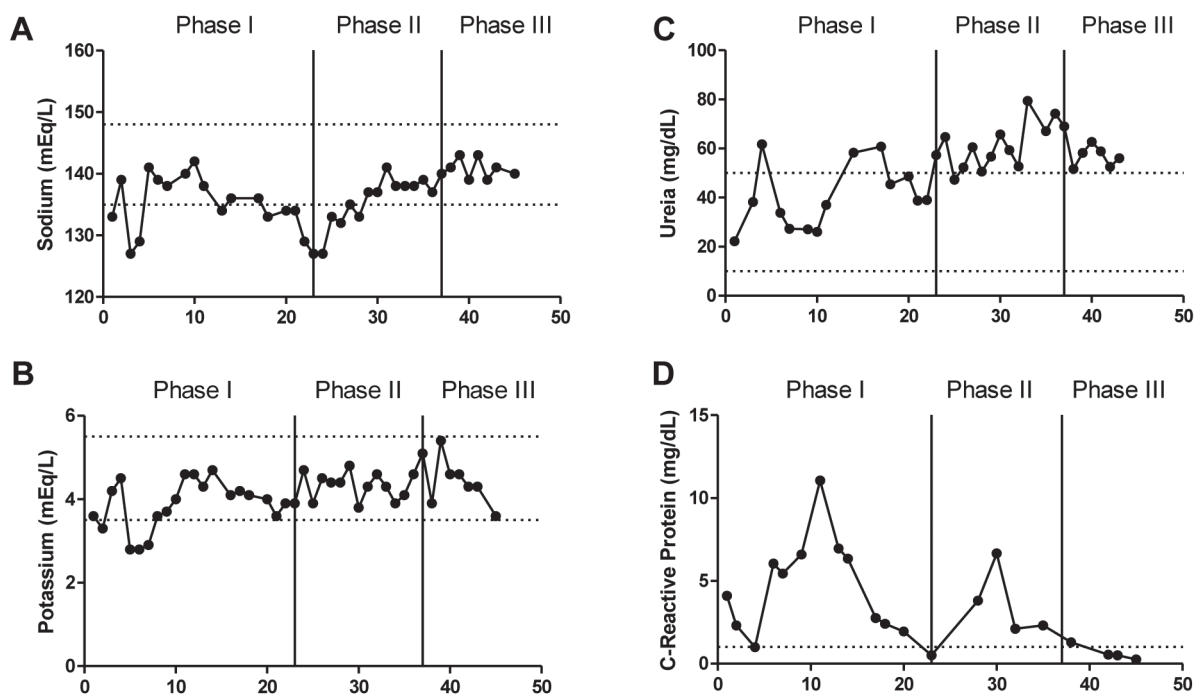 A
Phase I Phase II Phase III
Sodium (mEq/L)
160
150
140
130
120
0 10 20 30 40 50
B
Phase I Phase II Phase III
Potassium (mEq/L)
6
4
2
0
0 10 20 30 40 50
C
Phase I Phase II Phase III
Ureia (mg/dL)
100
80
60
40
20
0
0 10 20 30 40 50
D
Phase I Phase II Phase III
C-Reactive Protein (mg/dL)
15
10
5
0
0 10 20 30 40 50